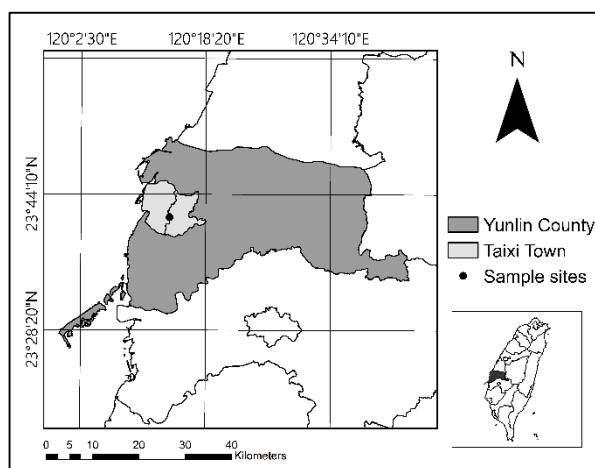 120°2'30"E
120°18'20"E
120°34'10"E
N
23°44'10"N
23°28'20"N
Yunlin County
Taixi Town
Sample sites
0 5 10 20 30 40
Kilometers